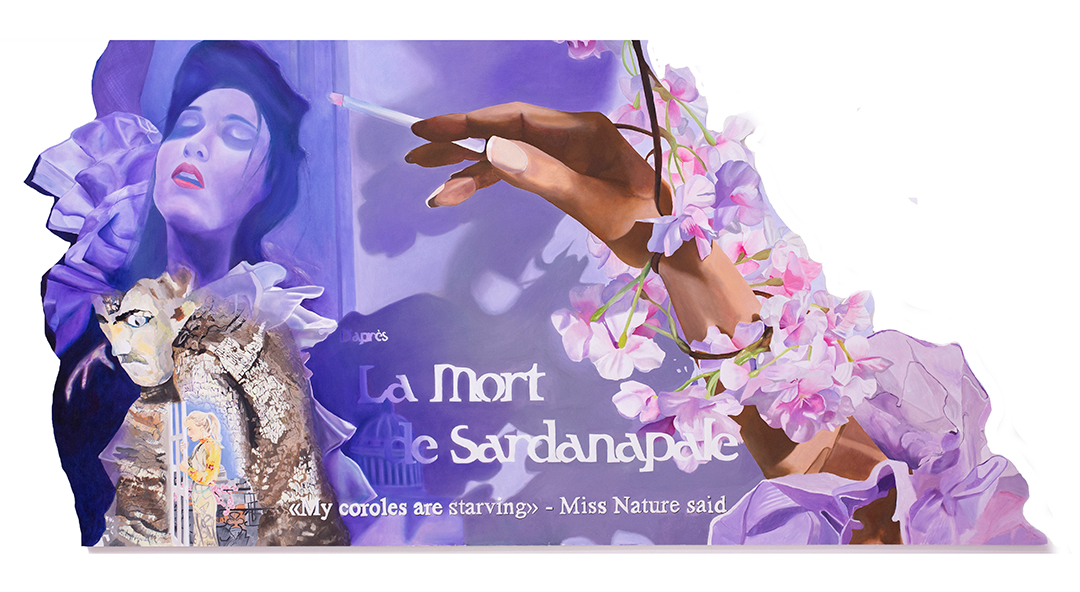 D'après
La Mort
de Sardanapale
«My coroles are starving» - Miss Nature said